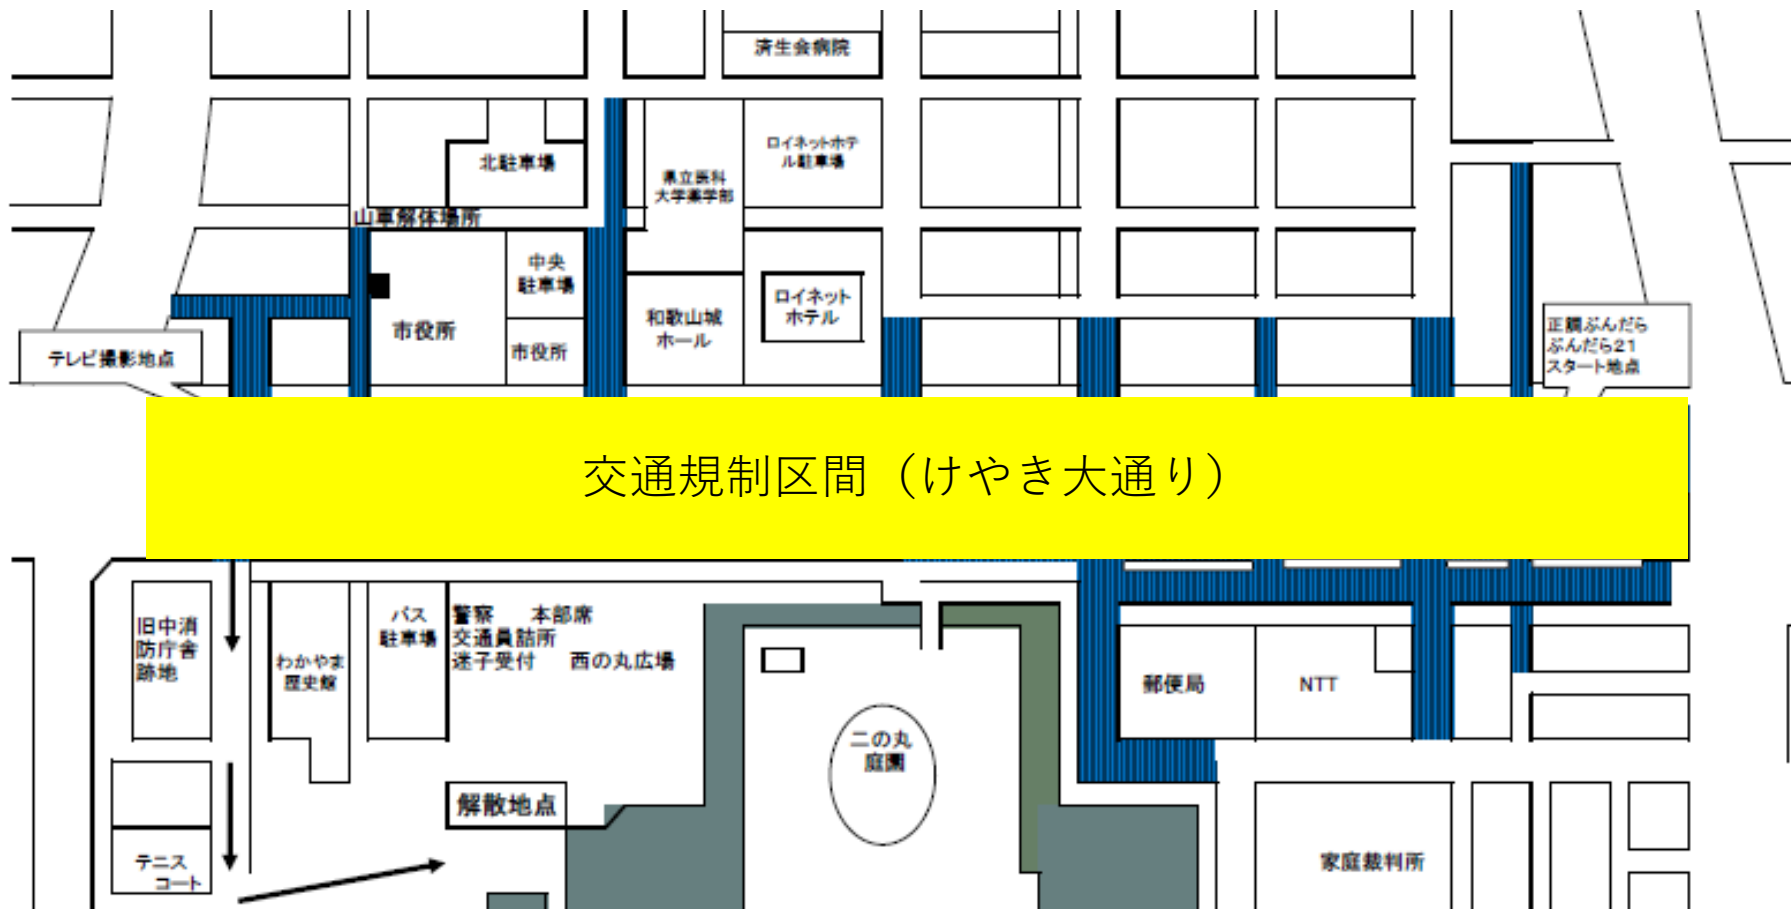 済生会病院
ロイネットホテ
ル駐車場
北駐車場
県立医科
大学薬学部
山車解体場所
中央
駐車場
市役所
市役所
和歌山城
ホール
ロイネット
ホテル
テレビ撮影地点
正調ぶんだら
ぶんだら21
スタート地点
交通規制区間（けやき大通り）
旧中消
防庁舎
跡地
わかやま
歴史館
バス
駐車場
警察　本部席
交通員詰所
迷子受付　西の丸広場
二の丸
庭園
郵便局
NTT
解散地点
テニス
コート
家庭裁判所